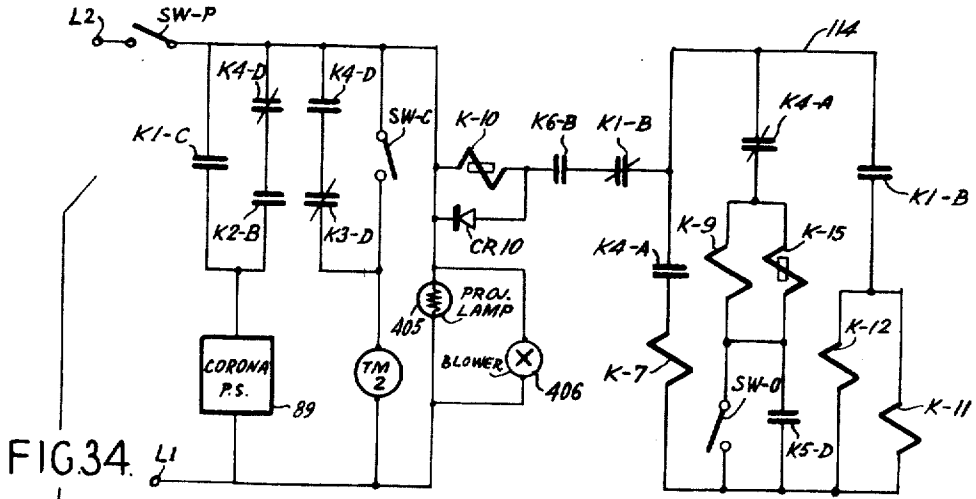 L2
SW-P
K1-C
K4-D
K2-B
K4-D
K3-D
SW-C
K-10
K6-B
K1-B
CR10
CORONA
P.S.
89
TM
2
405
PROJ.
LAMP
BLOWER
406
114
K4-A
K1-B
K-9
K-15
K4-A
K-7
SW-O
K5-D
K-12
K-11
L1
FIG.34.